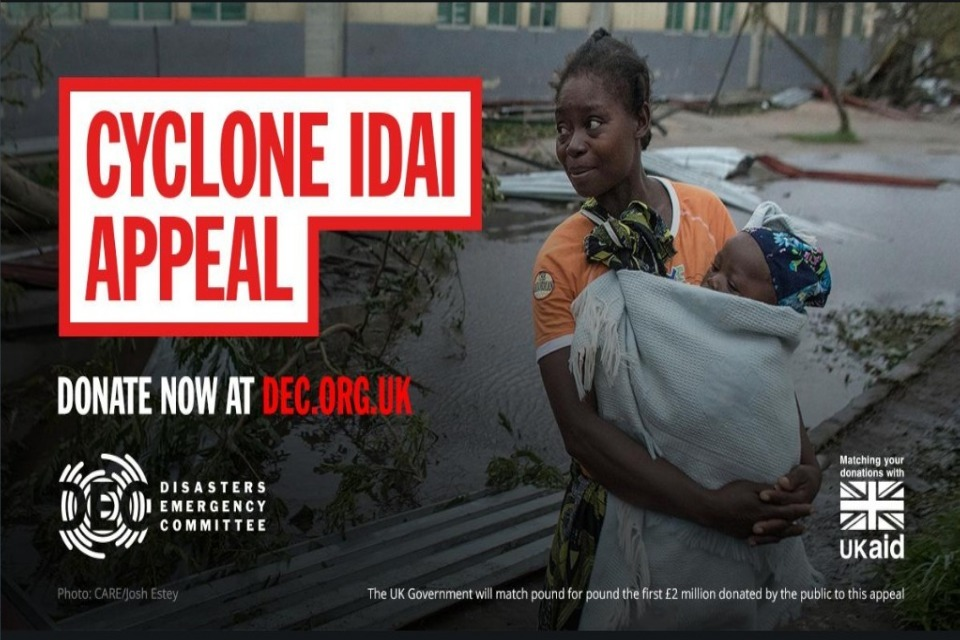 CYCLONE IDAI
APPEAL
DONATE NOW AT DEC.ORG.UK
DEC
DISASTERS
EMERGENCY
COMMITTEE
Matching your
donations with
UKaid
Photo: CARE/Josh Estey
The UK Government will match pound for pound the first £2 million donated by the public to this appeal